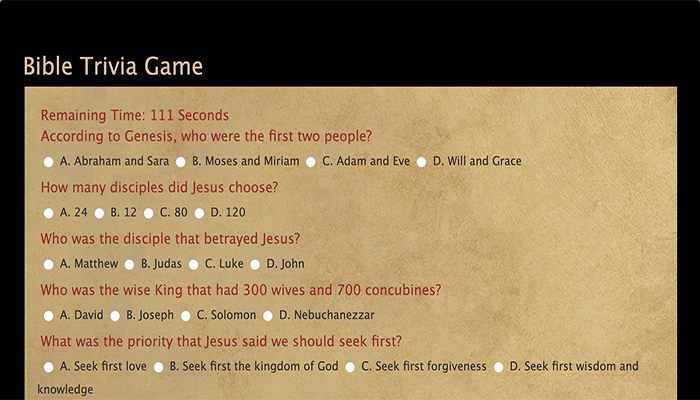 Bible Trivia Game
Remaining Time: 111 Seconds
According to Genesis, who were the first two people?
A. Abraham and Sara B. Moses and Miriam C. Adam and Eve D. Will and Grace
How many disciples did Jesus choose?
A. 24 B. 12 C. 80 D. 120
Who was the disciple that betrayed Jesus?
A. Matthew B. Judas C. Luke D. John
Who was the wise King that had 300 wives and 700 concubines?
A. David B. Joseph C. Solomon D. Nebuchanezzar
What was the priority that Jesus said we should seek first?
A. Seek first love B. Seek first the kingdom of God C. Seek first forgiveness D. Seek first wisdom and
knowledge